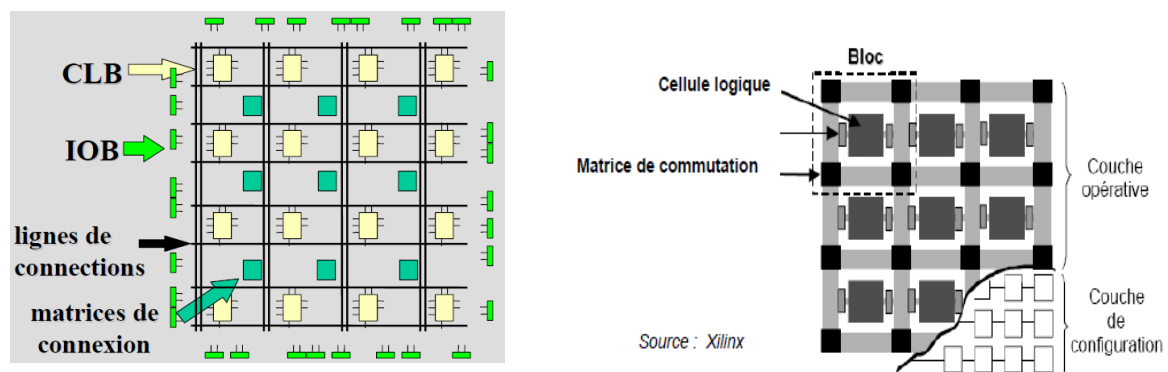 CLB
IOB
lignes de
connections
matrices de
connexion
Bloc
Cellule logique
Matrice de commutation
Couche
opérative
Couche
de
configuration
Source : Xilinx